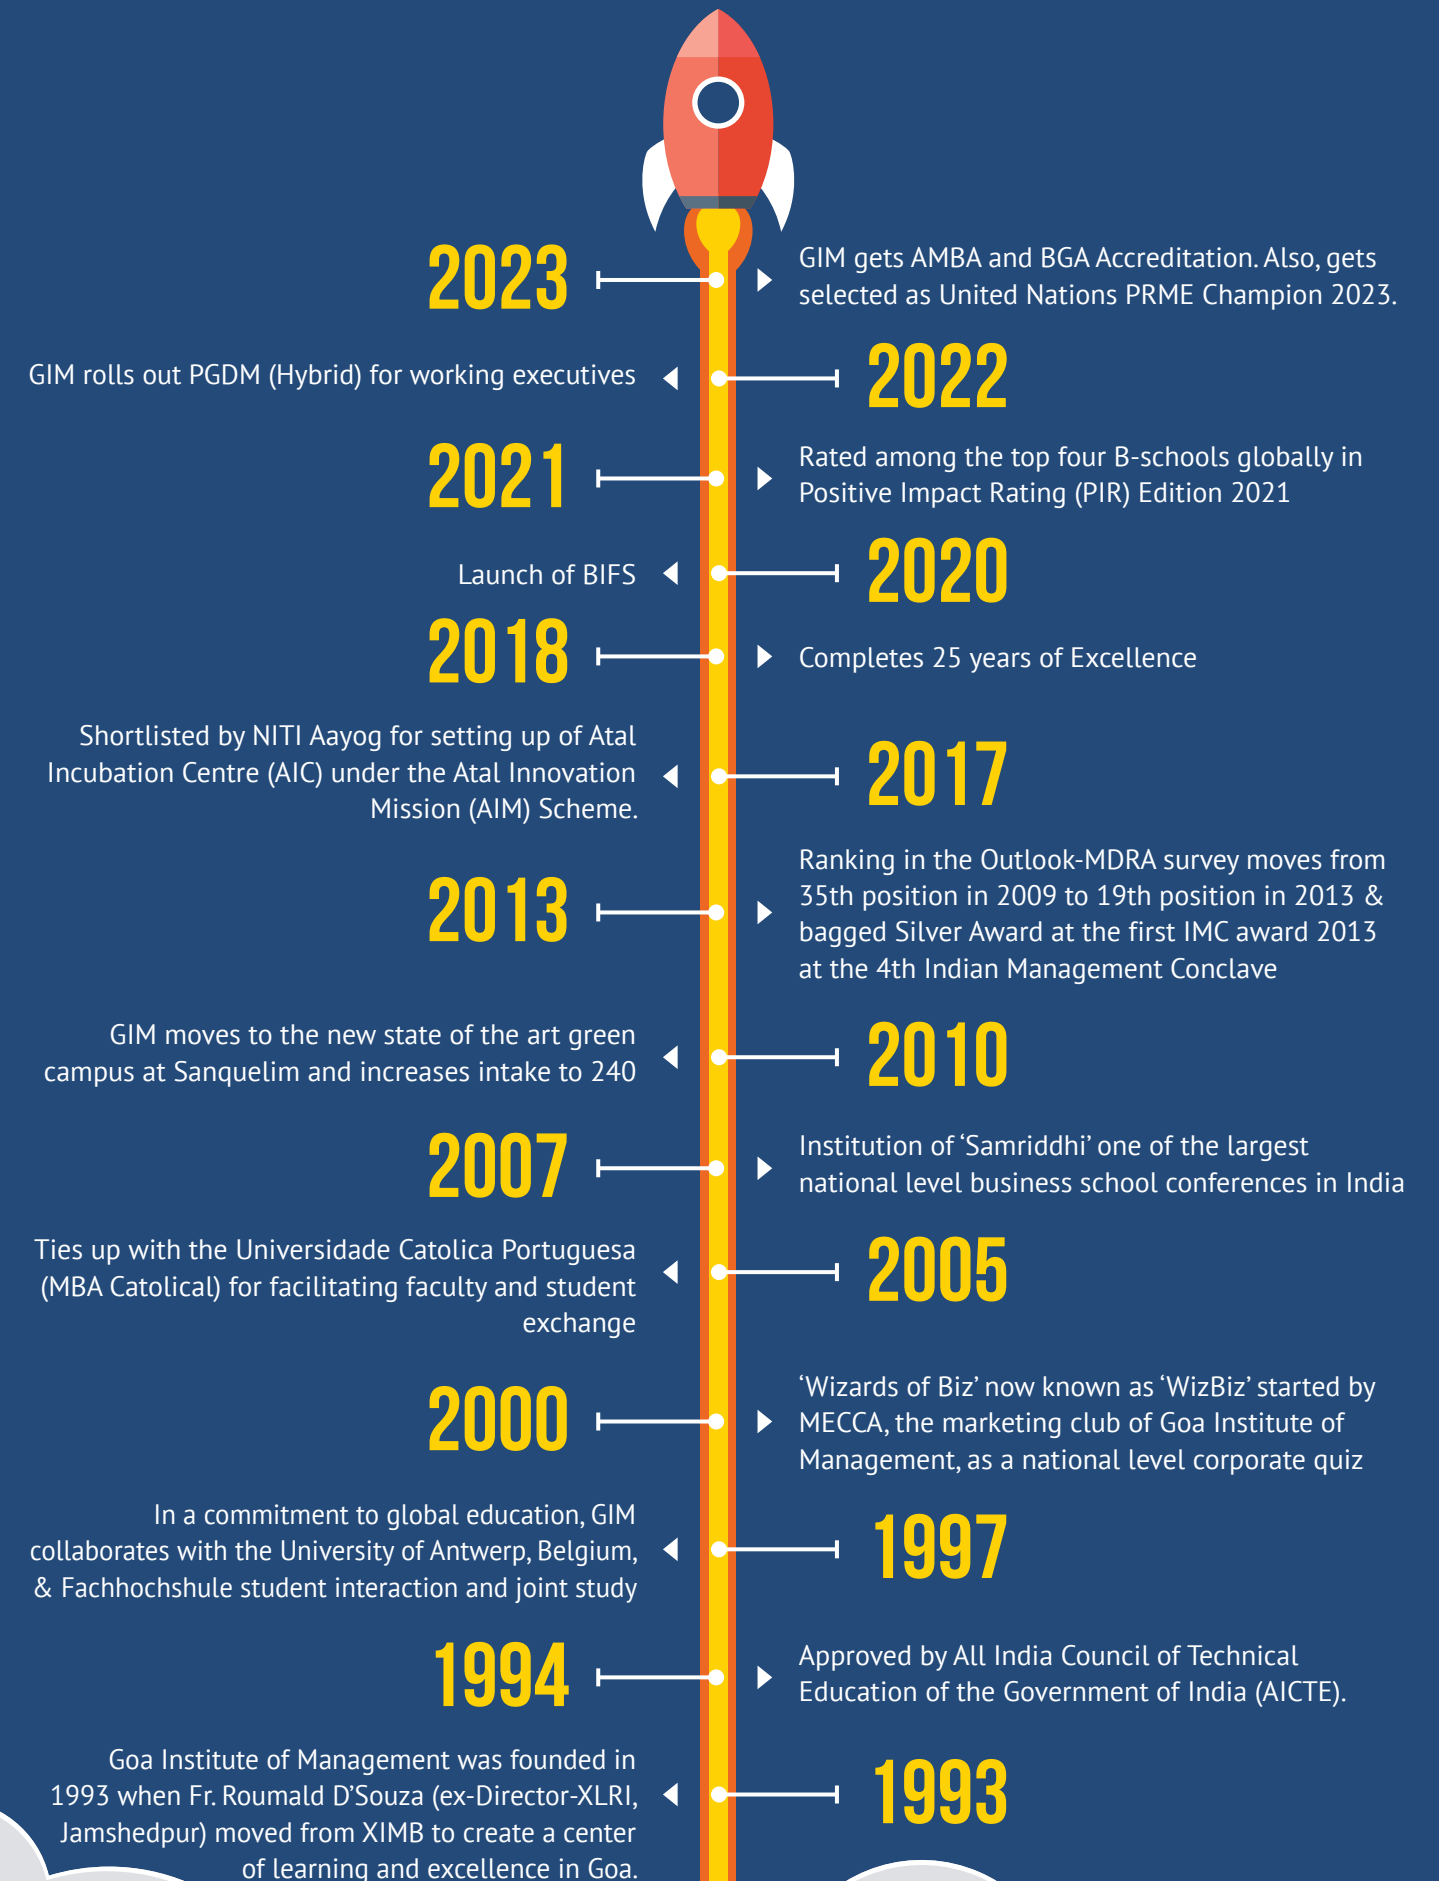 2023
GIM gets AMBA and BGA Accreditation. Also, gets
selected as United Nations PRME Champion 2023.
GIM rolls out PGDM (Hybrid) for working executives
2022
2021
Rated among the top four B-schools globally in
Positive Impact Rating (PIR) Edition 2021
Launch of BIFS
2020
2018
Completes 25 years of Excellence
Shortlisted by NITI Aayog for setting up of Atal
Incubation Centre (AIC) under the Atal Innovation
Mission (AIM) Scheme.
2017
2013
Ranking in the Outlook-MDRA survey moves from
35th position in 2009 to 19th position in 2013 &
bagged Silver Award at the first IMC award 2013
at the 4th Indian Management Conclave
GIM moves to the new state of the art green
campus at Sanquelim and increases intake to 240
2010
2007
Institution of ‘Samriddhi’ one of the largest
national level business school conferences in India
Ties up with the Universidade Catolica Portuguesa
(MBA Catolical) for facilitating faculty and student
exchange
2005
2000
‘Wizards of Biz’ now known as ‘WizBiz’ started by
MECCA, the marketing club of Goa Institute of
Management, as a national level corporate quiz
In a commitment to global education, GIM
collaborates with the University of Antwerp, Belgium,
& Fachhochshule student interaction and joint study
1997
1994
Approved by All India Council of Technical
Education of the Government of India (AICTE).
Goa Institute of Management was founded in
1993 when Fr. Roumald D’Souza (ex-Director-XLRI,
Jamshedpur) moved from XIMB to create a center
of learning and excellence in Goa.
1993